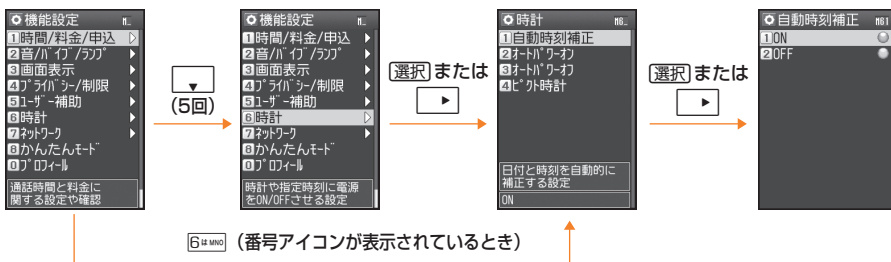 機能設定 M_
1時間/料金/申込
2音/バイブ/ランプ
3画面表示
4プライバシー/制限
5ユーザー補助
6時計
7ネットワーク
8かんたんモード
0プロフィール
通話時間と料金に
関する設定や確認
(5回)
機能設定 M_
1時間/料金/申込
2音/バイブ/ランプ
3画面表示
4プライバシー/制限
5ユーザー補助
6時計
7ネットワーク
8かんたんモード
0プロフィール
時計や指定時刻に電源
をON/OFFさせる設定
選択または
時計 M6_
1自動時刻補正
2オートパワーオン
3オートパワーオフ
4ピクト時計
日付と時刻を自動的に
補正する設定
ON
選択または
自動時刻補正 M61
1ON
2OFF
6はMNO（番号アイコンが表示されているとき）